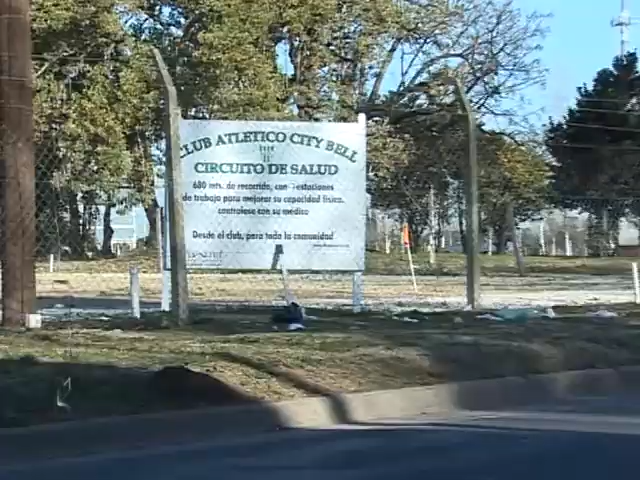 CLUB ATLETICO CITY BELL
CIRCUITO DE SALUD
680 mts. de recorrido, con estaciones
de trabajo para mejorar su capacidad física.
controlese con su médico
Desde el club, para toda la comunidad